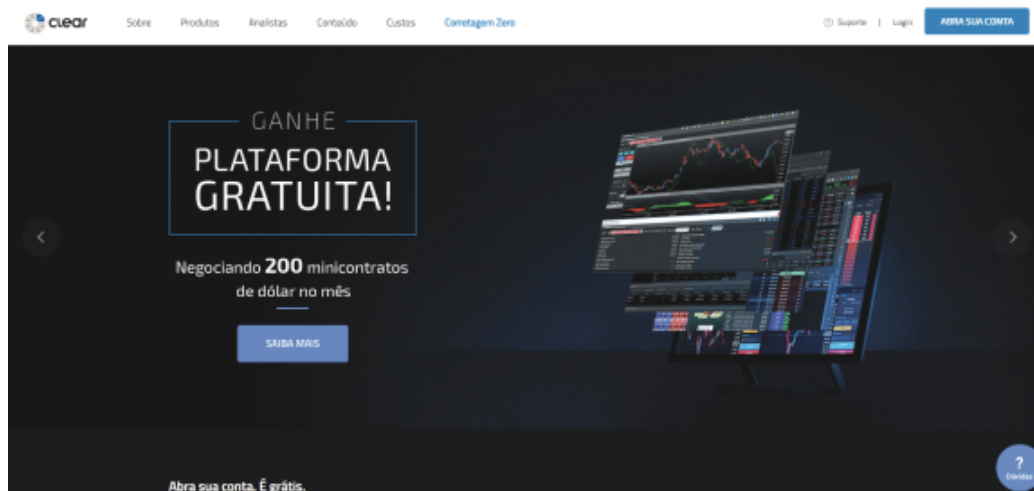 clear
Sobre Produtos Analistas Conteúdo Custos Corretagem Zero
Suporte | Login ABRA SUA CONTA
GANHE
PLATAFORMA
GRATUITA!
Negociando 200 minicontratos
de dólar no mês
SAIBA MAIS
Abra sua conta. É grátis.
?
Dúvidas